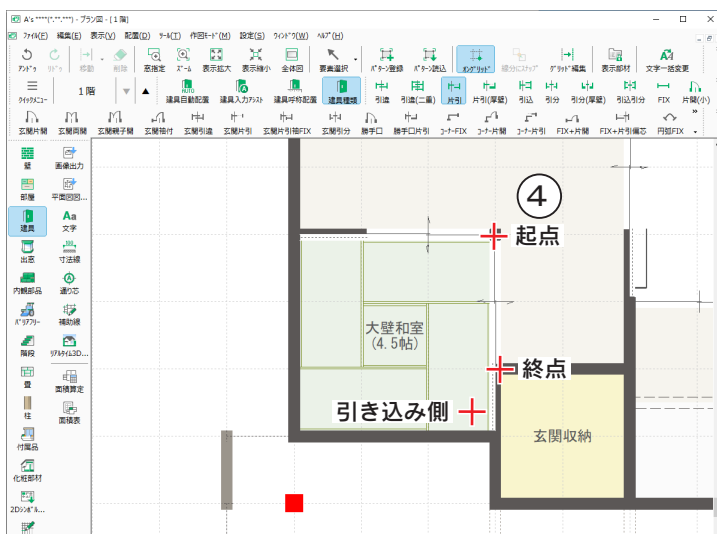 A's ****(*.**.***) - プラン図 - [ 1 階 ]
ファイル(F) 編集(E) 表示(V) 配置(D) ツール(T) 作図モード(M) 設定(S) ウィンドウ(W) ヘルプ(H)
アンドゥ リドゥ 移動 削除 窓指定 ズーム 表示拡大 表示縮小 全体図 要素選択 パターン登録 パターン読込 オングリッド 線分にスナップ グリッド編集 表示部材 文字一括変更
クイックメニュー 1 階 建具自動配置 建具入力アシスト 建具呼称配置 建具種類 引違 引違(二重) 片引 片引(厚壁) 引込 引分 引分(厚壁) 引込引分 FIX 片開(小)
玄関片開 玄関両開 玄関親子開 玄関袖付 玄関引違 玄関片引 玄関片引袖FIX 玄関引分 勝手口 勝手口片引 コーナーFIX コーナー片開 コーナー片引 FIX+片開 FIX+片引偏芯 円弧FIX
壁 画像出力
部屋 平面図図...
建具 文字
出窓 寸法線
内観部品 通り芯
バリアフリー 補助線
階段 リアルタイム3D...
畳 面積算定
柱 面積表
付属品
化粧部材
2Dシンボル...
④
起点
大壁和室
(4.5帖)
終点
引き込み側
玄関収納